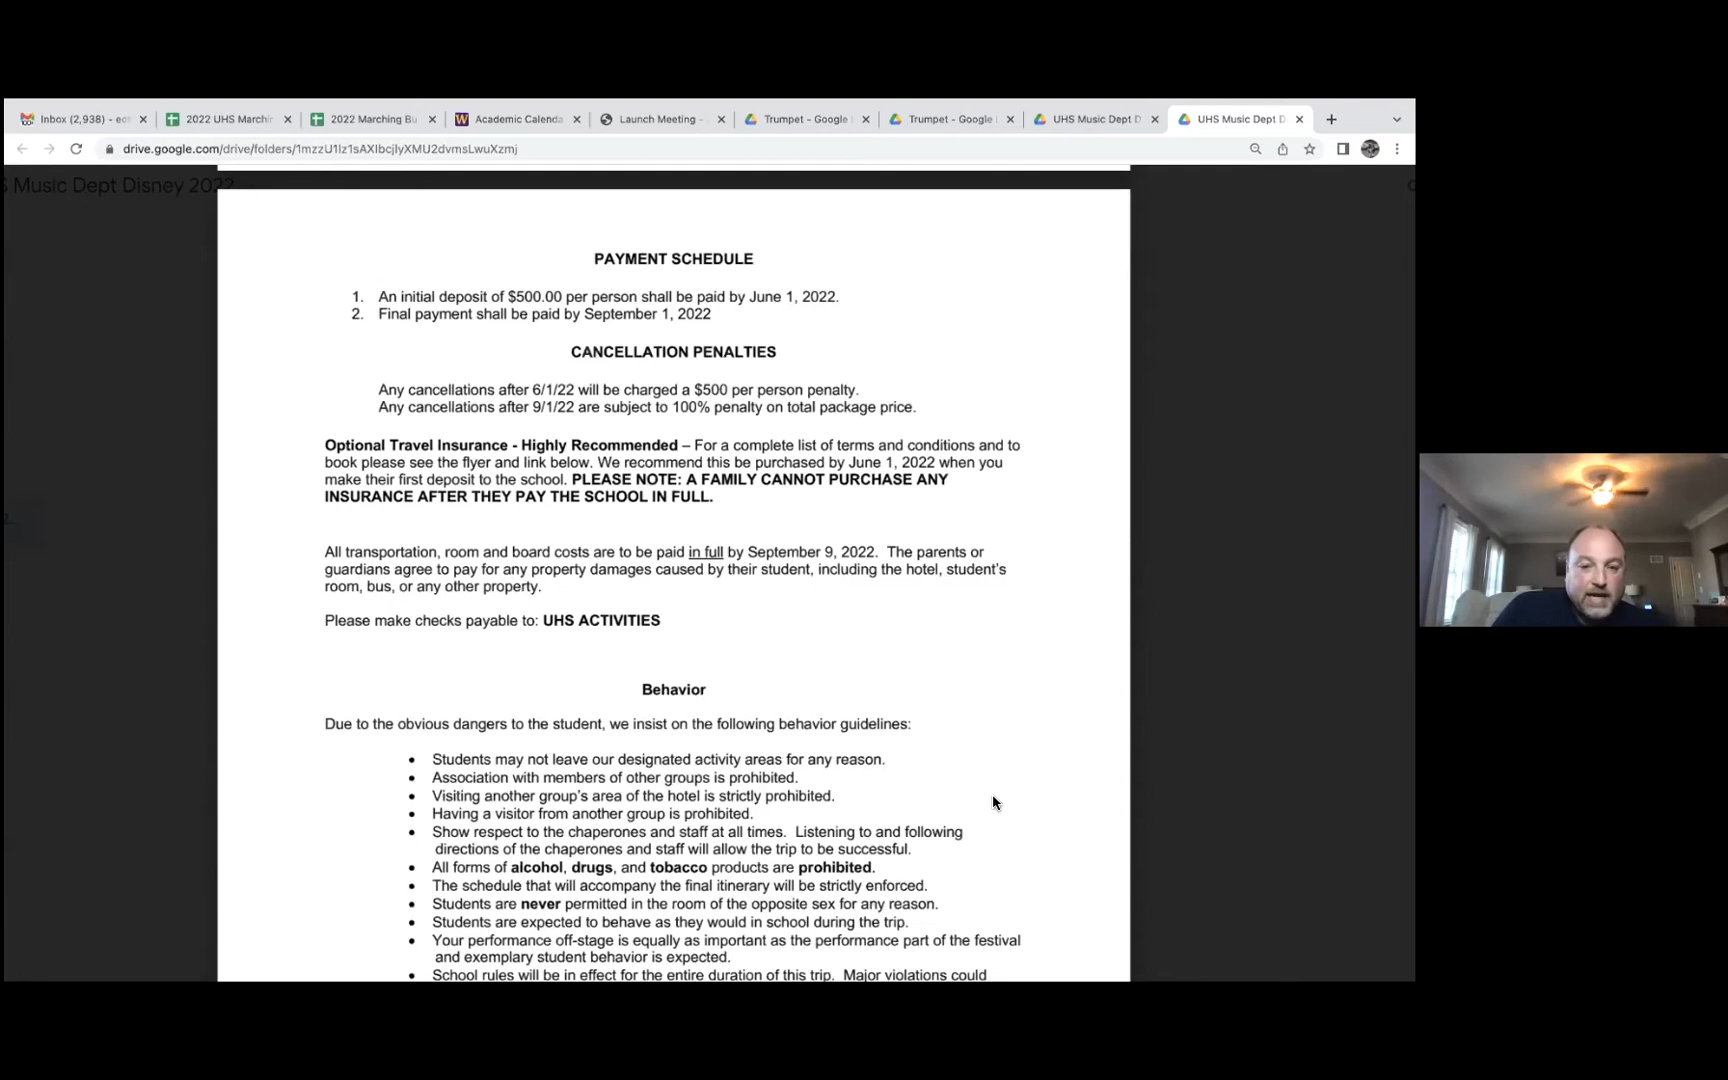 Inbox (2,938) - eo
2022 UHS Marchi
2022 Marching Bu
Academic Calenda
Launch Meeting -
Trumpet - Google
Trumpet - Google
UHS Music Dept D
UHS Music Dept D
drive.google.com/drive/folders/1mzzU1Iz1sAXIbcjIyXMU2dvmsLwuXzmj
S Music Dept Disney 2022
PAYMENT SCHEDULE
1. An initial deposit of $500.00 per person shall be paid by June 1, 2022.
2. Final payment shall be paid by September 1, 2022
CANCELLATION PENALTIES
Any cancellations after 6/1/22 will be charged a $500 per person penalty.
Any cancellations after 9/1/22 are subject to 100% penalty on total package price.
Optional Travel Insurance - Highly Recommended – For a complete list of terms and conditions and to
book please see the flyer and link below. We recommend this be purchased by June 1, 2022 when you
make their first deposit to the school. PLEASE NOTE: A FAMILY CANNOT PURCHASE ANY
INSURANCE AFTER THEY PAY THE SCHOOL IN FULL.
All transportation, room and board costs are to be paid in full by September 9, 2022. The parents or
guardians agree to pay for any property damages caused by their student, including the hotel, student's
room, bus, or any other property.
Please make checks payable to: UHS ACTIVITIES
Behavior
Due to the obvious dangers to the student, we insist on the following behavior guidelines:
• Students may not leave our designated activity areas for any reason.
• Association with members of other groups is prohibited.
• Visiting another group's area of the hotel is strictly prohibited.
• Having a visitor from another group is prohibited.
• Show respect to the chaperones and staff at all times. Listening to and following
directions of the chaperones and staff will allow the trip to be successful.
• All forms of alcohol, drugs, and tobacco products are prohibited.
• The schedule that will accompany the final itinerary will be strictly enforced.
• Students are never permitted in the room of the opposite sex for any reason.
• Students are expected to behave as they would in school during the trip.
• Your performance off-stage is equally as important as the performance part of the festival
and exemplary student behavior is expected.
• School rules will be in effect for the entire duration of this trip. Major violations could